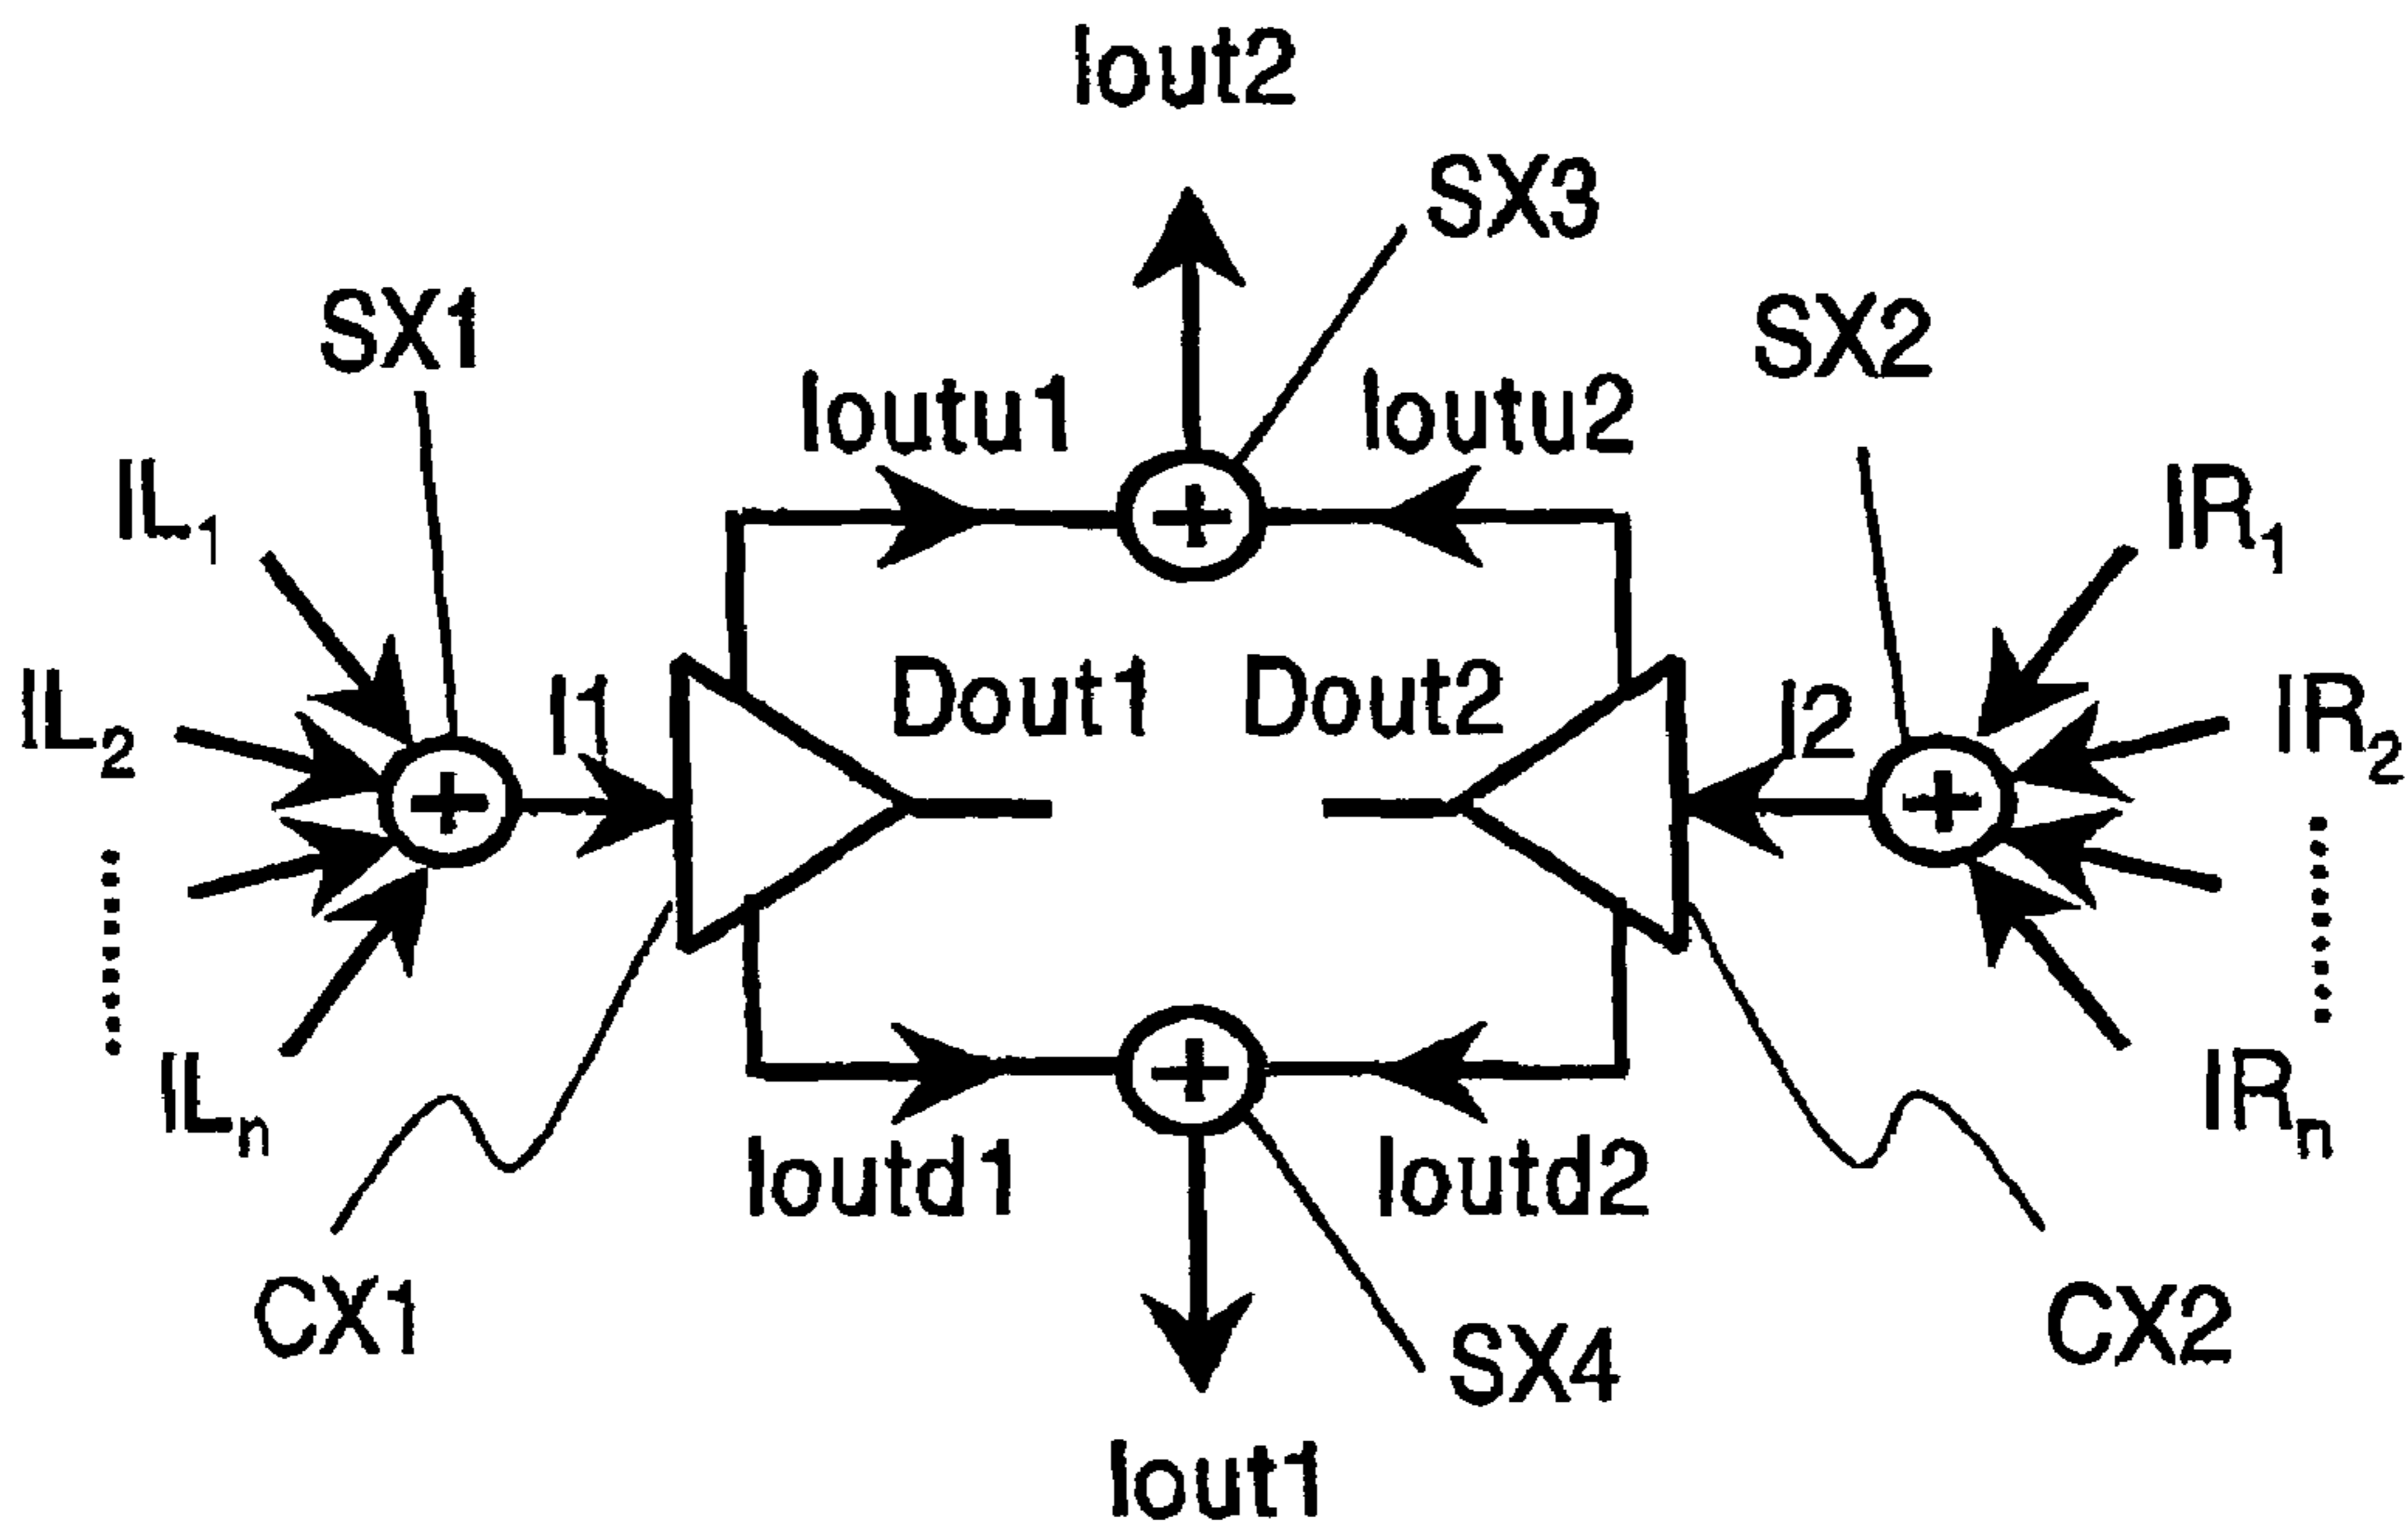 Iout2
SX3
SX1
SX2
Ioutu1
Ioutu2
IL1
IR1
Dout1
Dout2
IL2
I1
I2
IR2
ILn
IRn
Ioutd1
Ioutd2
CX1
CX2
SX4
Iout1